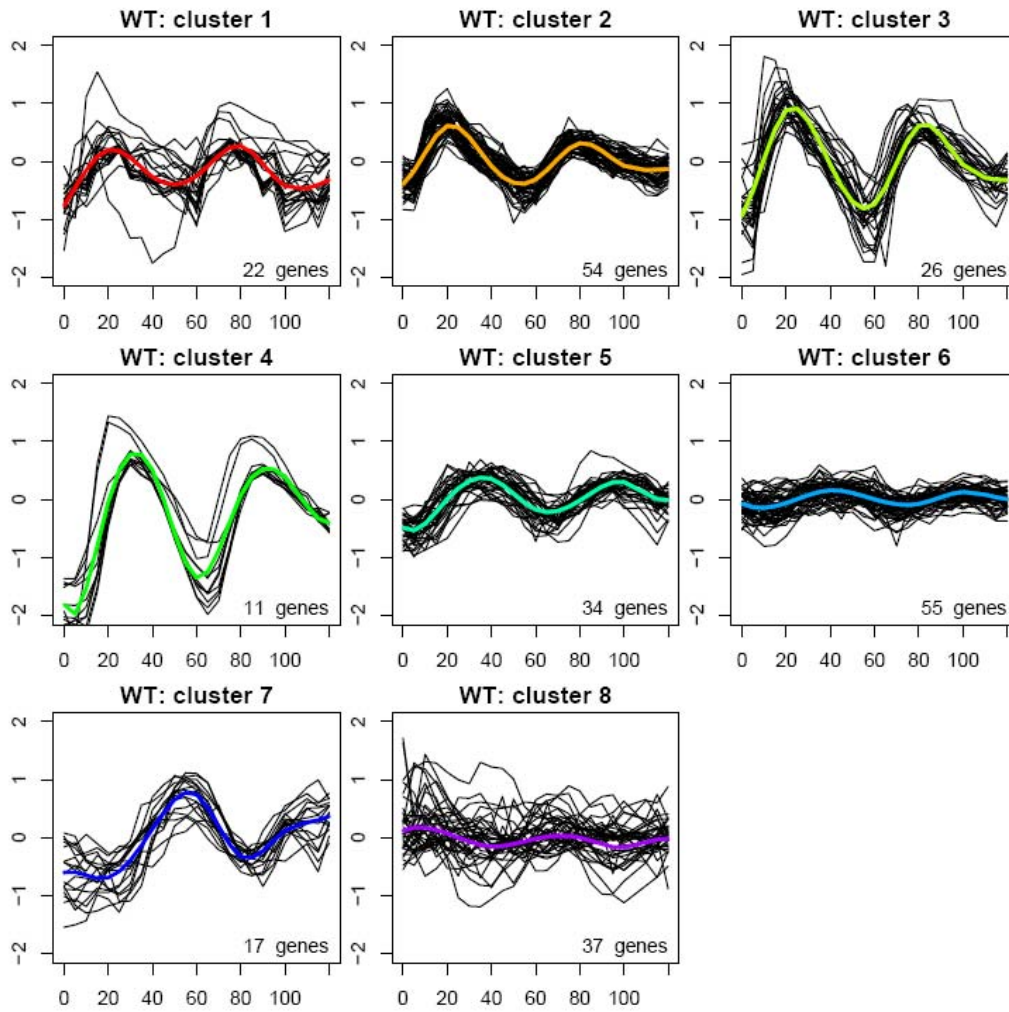 WT: cluster 1
2
1
0
-1
-2
22 genes
0 20 40 60 80 100
WT: cluster 2
2
1
0
-1
-2
54 genes
0 20 40 60 80 100
WT: cluster 3
2
1
0
-1
-2
26 genes
0 20 40 60 80 100
WT: cluster 4
2
1
0
-1
-2
11 genes
0 20 40 60 80 100
WT: cluster 5
2
1
0
-1
-2
34 genes
0 20 40 60 80 100
WT: cluster 6
2
1
0
-1
-2
55 genes
0 20 40 60 80 100
WT: cluster 7
2
1
0
-1
-2
17 genes
0 20 40 60 80 100
WT: cluster 8
2
1
0
-1
-2
37 genes
0 20 40 60 80 100